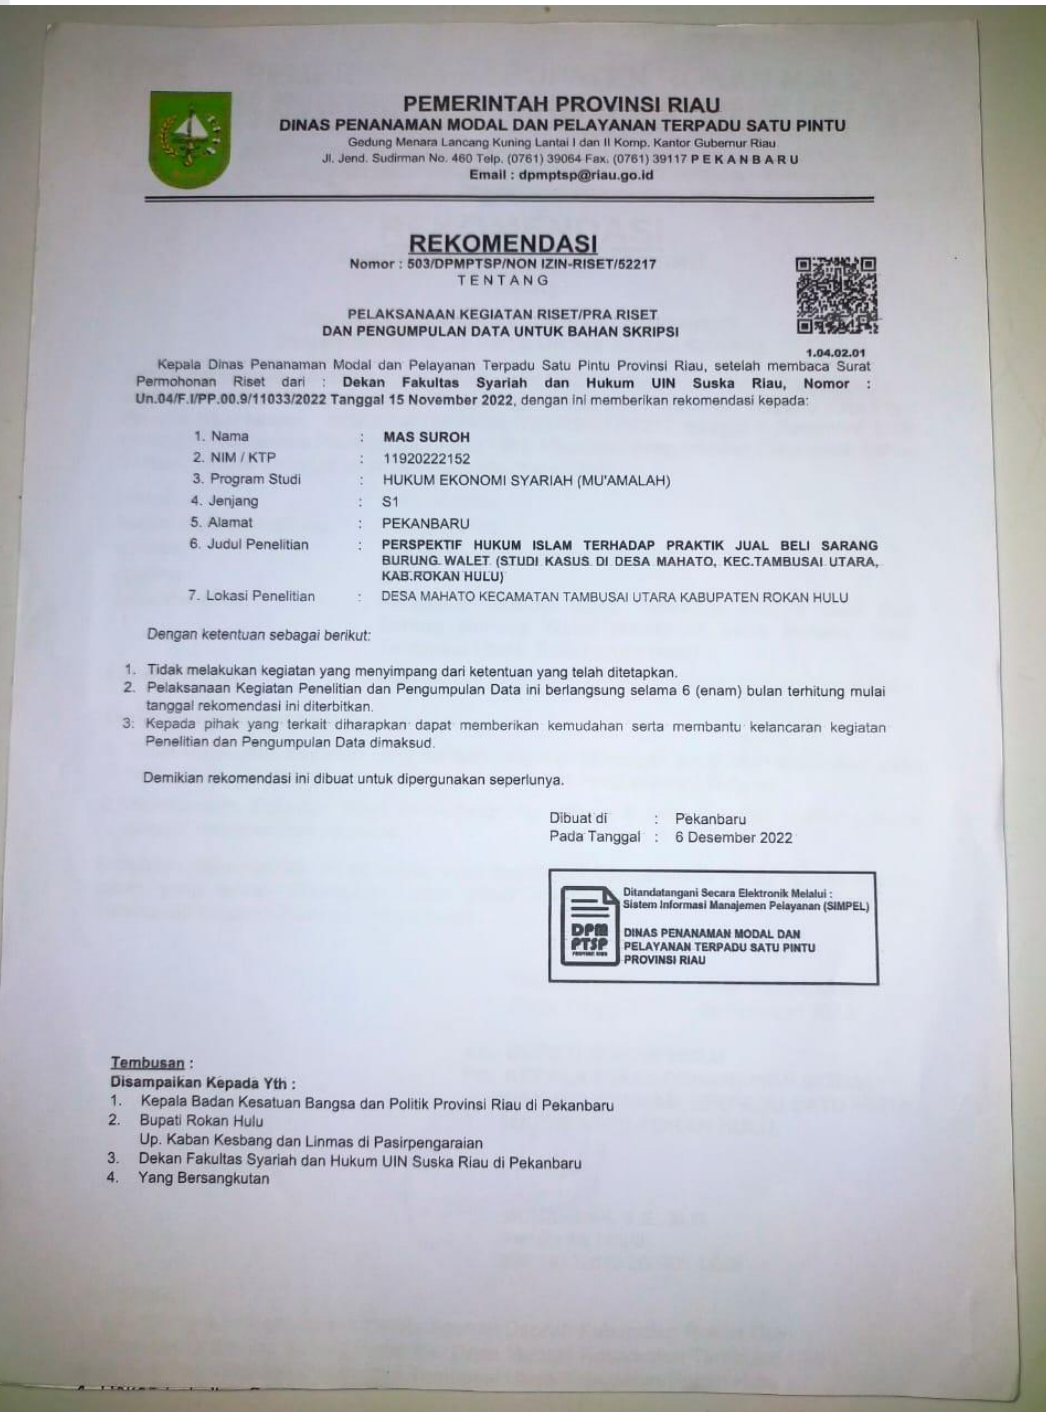 PEMERINTAH PROVINSI RIAU
DINAS PENANAMAN MODAL DAN PELAYANAN TERPADU SATU PINTU
Gedung Menara Lancang Kuning Lantai I dan II Komp. Kantor Gubernur Riau
Jl. Jend. Sudirman No. 460 Telp. (0761) 39064 Fax. (0761) 39117 P E K A N B A R U
Email : dpmptsp@riau.go.id
REKOMENDASI
Nomor : 503/DPMPTSP/NON IZIN-RISET/52217
T E N T A N G
PELAKSANAAN KEGIATAN RISET/PRA RISET
DAN PENGUMPULAN DATA UNTUK BAHAN SKRIPSI
1.04.02.01
Kepala Dinas Penanaman Modal dan Pelayanan Terpadu Satu Pintu Provinsi Riau, setelah membaca Surat
Permohonan Riset dari : Dekan Fakultas Syariah dan Hukum UIN Suska Riau, Nomor :
Un.04/F.I/PP.00.9/11033/2022 Tanggal 15 November 2022, dengan ini memberikan rekomendasi kepada:
1. Nama : MAS SUROH
2. NIM / KTP : 11920222152
3. Program Studi : HUKUM EKONOMI SYARIAH (MU'AMALAH)
4. Jenjang : S1
5. Alamat : PEKANBARU
6. Judul Penelitian : PERSPEKTIF HUKUM ISLAM TERHADAP PRAKTIK JUAL BELI SARANG
BURUNG WALET (STUDI KASUS DI DESA MAHATO, KEC.TAMBUSAI UTARA,
KAB.ROKAN HULU)
7. Lokasi Penelitian : DESA MAHATO KECAMATAN TAMBUSAI UTARA KABUPATEN ROKAN HULU
Dengan ketentuan sebagai berikut:
1. Tidak melakukan kegiatan yang menyimpang dari ketentuan yang telah ditetapkan.
2. Pelaksanaan Kegiatan Penelitian dan Pengumpulan Data ini berlangsung selama 6 (enam) bulan terhitung mulai
tanggal rekomendasi ini diterbitkan.
3. Kepada pihak yang terkait diharapkan dapat memberikan kemudahan serta membantu kelancaran kegiatan
Penelitian dan Pengumpulan Data dimaksud.
Demikian rekomendasi ini dibuat untuk dipergunakan seperlunya.
Dibuat di : Pekanbaru
Pada Tanggal : 6 Desember 2022
Ditandatangani Secara Elektronik Melalui :
Sistem Informasi Manajemen Pelayanan (SIMPEL)
DPM
PTSP
PROVINSI RIAU
DINAS PENANAMAN MODAL DAN
PELAYANAN TERPADU SATU PINTU
PROVINSI RIAU
Tembusan :
Disampaikan Kepada Yth :
1. Kepala Badan Kesatuan Bangsa dan Politik Provinsi Riau di Pekanbaru
2. Bupati Rokan Hulu
Up. Kaban Kesbang dan Linmas di Pasirpengaraian
3. Dekan Fakultas Syariah dan Hukum UIN Suska Riau di Pekanbaru
4. Yang Bersangkutan